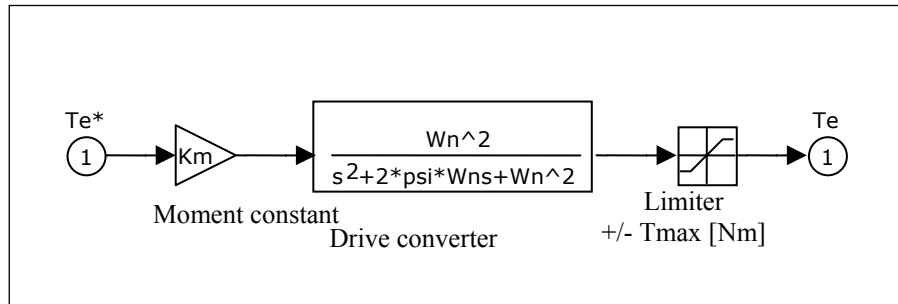 Te*
1
Km
Wn^2
s2+2*psi*Wns+Wn^2
Te
1
Moment constant
Drive converter
Limiter
+/- Tmax [Nm]